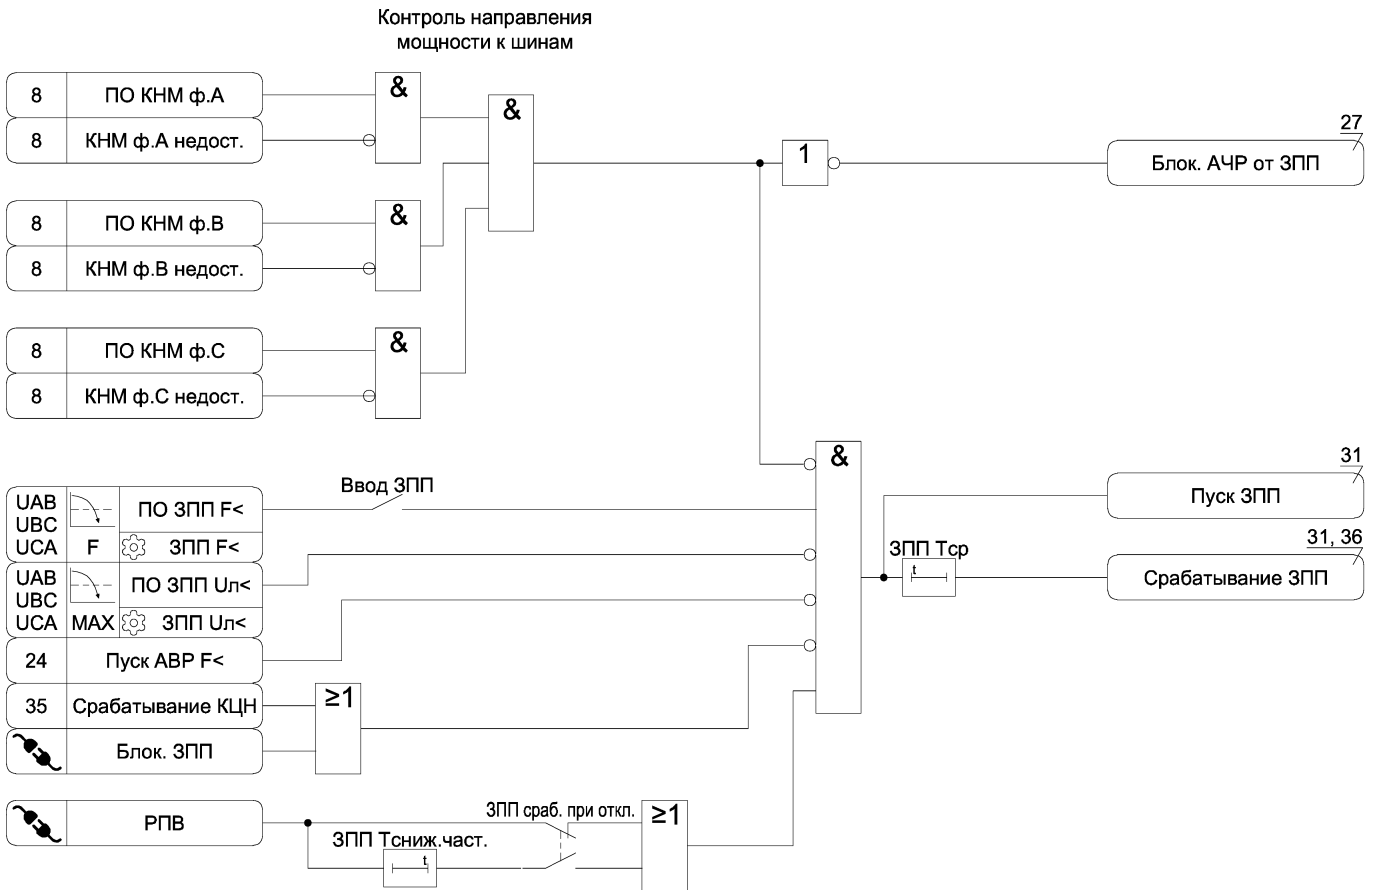 Контроль направления
мощности к шинам
8 ПО КНМ ф.А &
8 КНМ ф.А недост.
&
1
27
Блок. АЧР от ЗПП
8 ПО КНМ ф.В &
8 КНМ ф.В недост.
8 ПО КНМ ф.С &
8 КНМ ф.С недост.
&
UAB
UBC
UCA
F
ПО ЗПП F<
ЗПП F<
Ввод ЗПП
31
Пуск ЗПП
31, 36
Срабатывание ЗПП
ЗПП Тср
t
UAB
UBC
UCA
MAX
ПО ЗПП Uл<
ЗПП Uл<
24 Пуск АВР F<
35 Срабатывание КЦН ≥1
Блок. ЗПП
РПВ
ЗПП сраб. при откл. ≥1
ЗПП Тсниж.част.
t